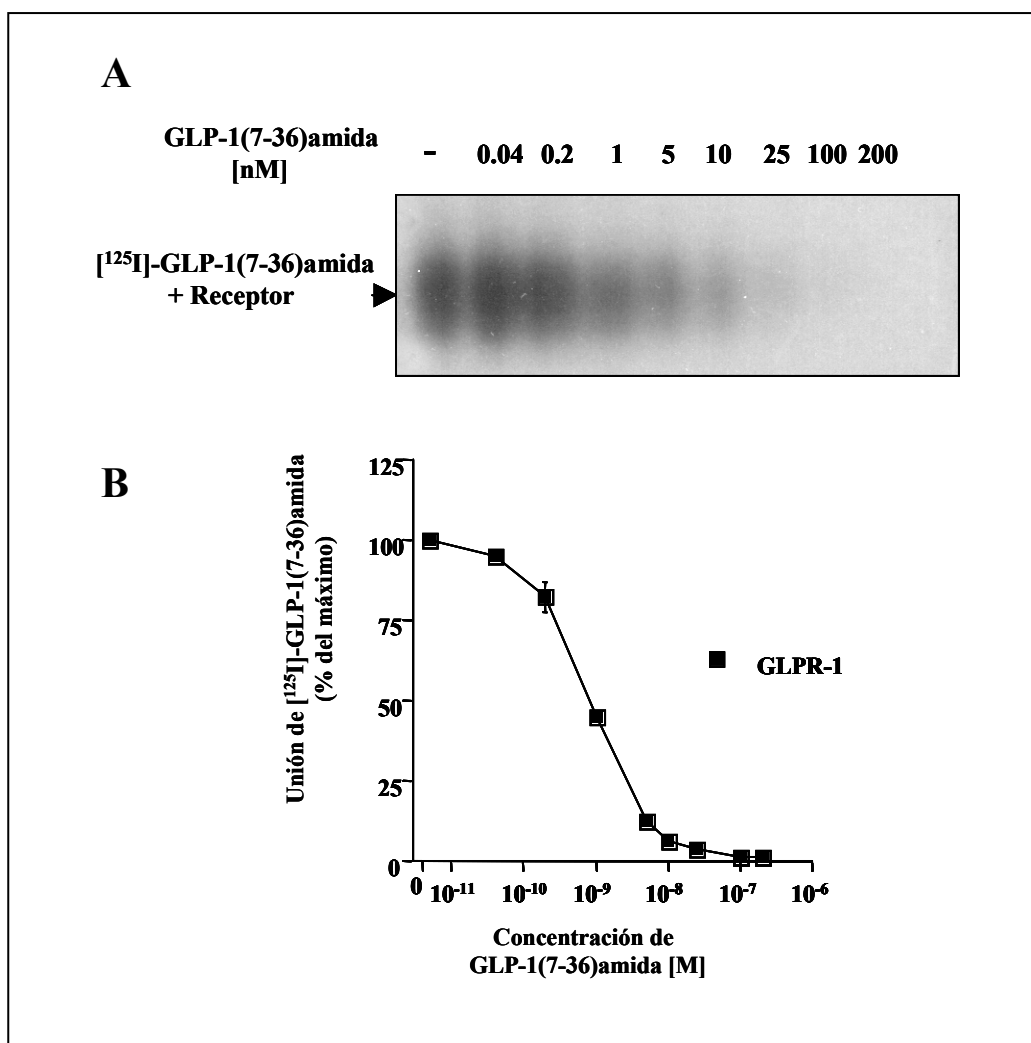 A
GLP-1(7-36)amida
[nM]
- 0.04 0.2 1 5 10 25 100 200
[¹²⁵I]-GLP-1(7-36)amida
+ Receptor
B
Unión de [¹²⁵I]-GLP-1(7-36)amida
(% del máximo)
125
100
75
50
25
0
GLPR-1
0 10⁻¹¹ 10⁻¹⁰ 10⁻⁹ 10⁻⁸ 10⁻⁷ 10⁻⁶
Concentración de
GLP-1(7-36)amida [M]